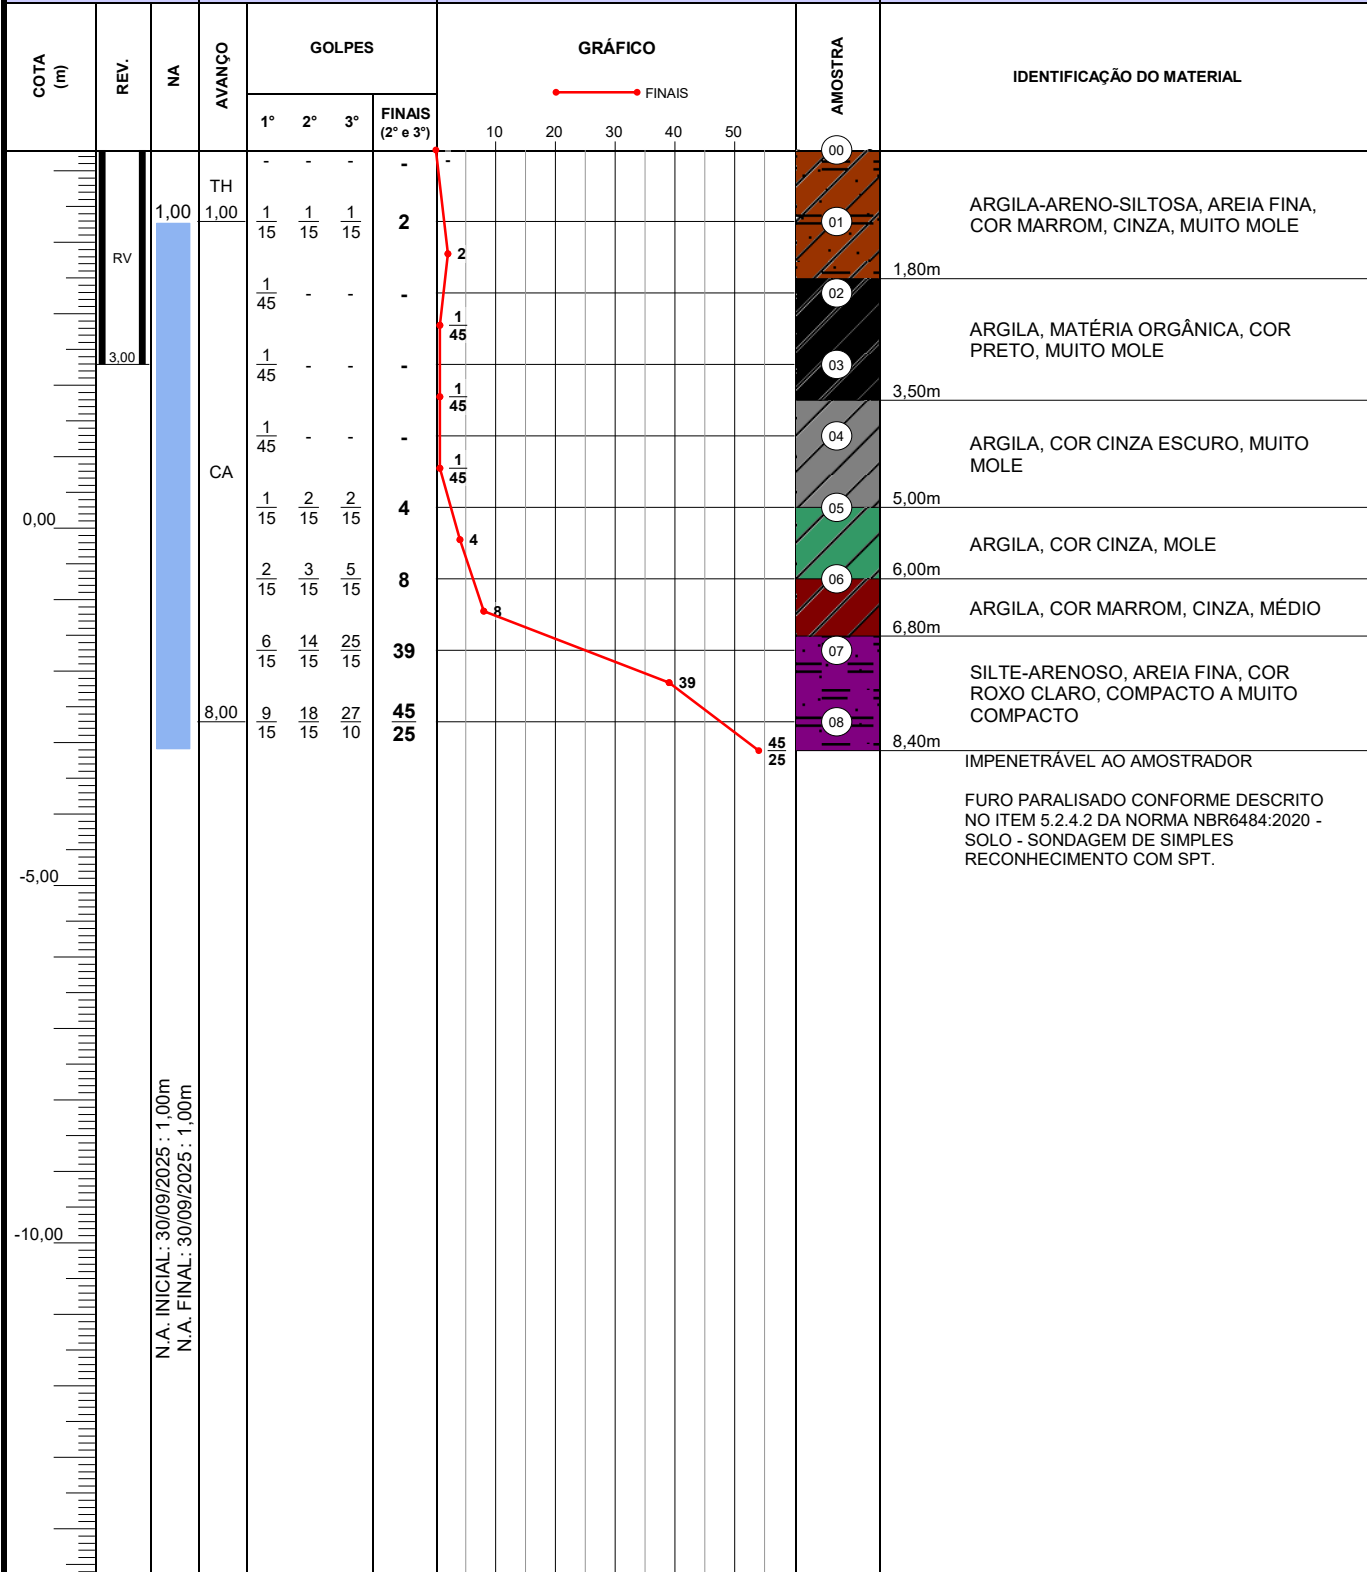 COTA
(m)
REV.
NA
AVANÇO
GOLPES
1° 2° 3° FINAIS
(2° e 3°)
GRÁFICO
FINAIS
10 20 30 40 50
AMOSTRA
IDENTIFICAÇÃO DO MATERIAL
- - - - -
00
TH
1,00 1,00
1/15 1/15 1/15 2
2
01
ARGILA-ARENO-SILTOSA, AREIA FINA,
COR MARROM, CINZA, MUITO MOLE
RV
1,80m
1/45 - - -
1/45
02
ARGILA, MATÉRIA ORGÂNICA, COR
PRETO, MUITO MOLE
3,00
1/45 - - -
1/45
03
3,50m
1/45 - - -
1/45
04
ARGILA, COR CINZA ESCURO, MUITO
MOLE
CA
5,00m
0,00
1/15 2/15 2/15 4
4
05
ARGILA, COR CINZA, MOLE
6,00m
2/15 3/15 5/15 8
8
06
ARGILA, COR MARROM, CINZA, MÉDIO
6,80m
6/15 14/15 25/15 39
39
07
SILTE-ARENOSO, AREIA FINA, COR
ROXO CLARO, COMPACTO A MUITO
COMPACTO
8,00
9/15 18/15 27/10 45/25
45/25
08
8,40m
IMPENETRÁVEL AO AMOSTRADOR
FURO PARALISADO CONFORME DESCRITO
NO ITEM 5.2.4.2 DA NORMA NBR6484:2020 -
SOLO - SONDAGEM DE SIMPLES
RECONHECIMENTO COM SPT.
-5,00
-10,00
N.A. INICIAL: 30/09/2025 : 1,00m
N.A. FINAL: 30/09/2025 : 1,00m